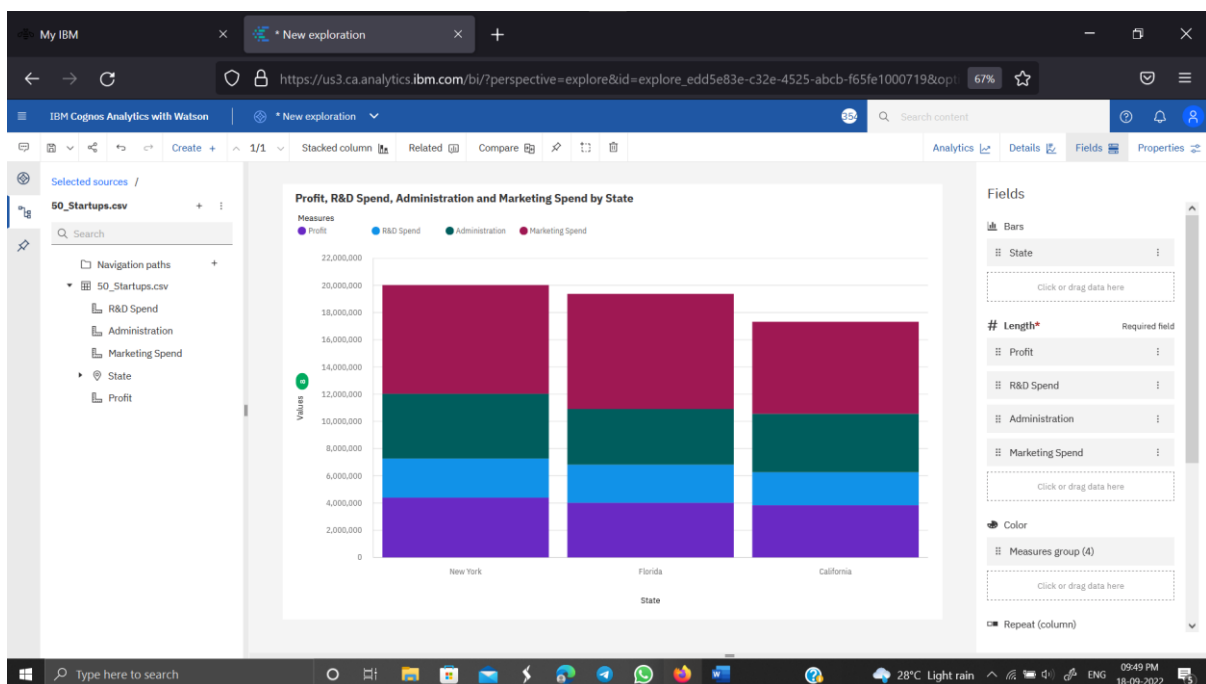 My IBM
* New exploration
https://us3.ca.analytics.ibm.com/bi/?perspective=explore&id=explore_edd5e83e-c32e-4525-abcb-f65fe1000719&opti 67%
IBM Cognos Analytics with Watson * New exploration 354 Search content
Create + 1/1 Stacked column Related Compare Analytics Details Fields Properties
Selected sources /
50_Startups.csv
Search
Navigation paths
50_Startups.csv
R&D Spend
Administration
Marketing Spend
State
Profit
Profit, R&D Spend, Administration and Marketing Spend by State
Measures
Profit R&D Spend Administration Marketing Spend
22,000,000
20,000,000
18,000,000
16,000,000
14,000,000
12,000,000
10,000,000
8,000,000
6,000,000
4,000,000
2,000,000
0
Values
New York Florida California
State
Fields
Bars
State
Click or drag data here
# Length* Required field
Profit
R&D Spend
Administration
Marketing Spend
Click or drag data here
Color
Measures group (4)
Click or drag data here
Repeat (column)
Type here to search
28°C Light rain
ENG
09:49 PM
18-09-2022